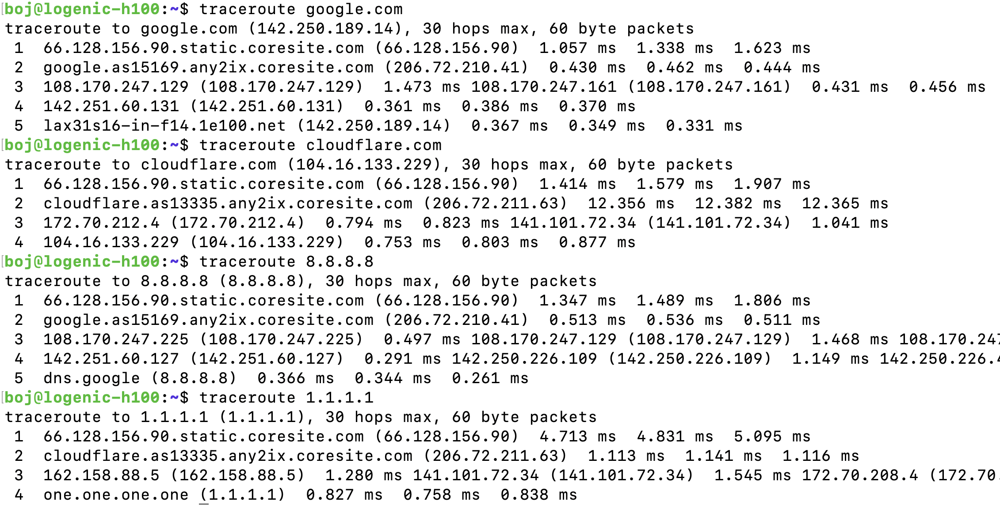 boj@logenic-h100:~$ traceroute google.com
traceroute to google.com (142.250.189.14), 30 hops max, 60 byte packets
 1  66.128.156.90.static.coresite.com (66.128.156.90)  1.057 ms  1.338 ms  1.623 ms
 2  google.as15169.any2ix.coresite.com (206.72.210.41)  0.430 ms  0.462 ms  0.444 ms
 3  108.170.247.129 (108.170.247.129)  1.473 ms 108.170.247.161 (108.170.247.161)  0.431 ms  0.456 ms
 4  142.251.60.131 (142.251.60.131)  0.361 ms  0.386 ms  0.370 ms
 5  lax31s16-in-f14.1e100.net (142.250.189.14)  0.367 ms  0.349 ms  0.331 ms
boj@logenic-h100:~$ traceroute cloudflare.com
traceroute to cloudflare.com (104.16.133.229), 30 hops max, 60 byte packets
 1  66.128.156.90.static.coresite.com (66.128.156.90)  1.414 ms  1.579 ms  1.907 ms
 2  cloudflare.as13335.any2ix.coresite.com (206.72.211.63)  12.356 ms  12.382 ms  12.365 ms
 3  172.70.212.4 (172.70.212.4)  0.794 ms  0.823 ms 141.101.72.34 (141.101.72.34)  1.041 ms
 4  104.16.133.229 (104.16.133.229)  0.753 ms  0.803 ms  0.877 ms
boj@logenic-h100:~$ traceroute 8.8.8.8
traceroute to 8.8.8.8 (8.8.8.8), 30 hops max, 60 byte packets
 1  66.128.156.90.static.coresite.com (66.128.156.90)  1.347 ms  1.489 ms  1.806 ms
 2  google.as15169.any2ix.coresite.com (206.72.210.41)  0.513 ms  0.536 ms  0.511 ms
 3  108.170.247.225 (108.170.247.225)  0.497 ms 108.170.247.129 (108.170.247.129)  1.468 ms 108.170.247
 4  142.251.60.127 (142.251.60.127)  0.291 ms 142.250.226.109 (142.250.226.109)  1.149 ms 142.250.226.4
 5  dns.google (8.8.8.8)  0.366 ms  0.344 ms  0.261 ms
boj@logenic-h100:~$ traceroute 1.1.1.1
traceroute to 1.1.1.1 (1.1.1.1), 30 hops max, 60 byte packets
 1  66.128.156.90.static.coresite.com (66.128.156.90)  4.713 ms  4.831 ms  5.095 ms
 2  cloudflare.as13335.any2ix.coresite.com (206.72.211.63)  1.113 ms  1.141 ms  1.116 ms
 3  162.158.88.5 (162.158.88.5)  1.280 ms 141.101.72.34 (141.101.72.34)  1.545 ms 172.70.208.4 (172.70.
 4  one.one.one.one (1.1.1.1)  0.827 ms  0.758 ms  0.838 ms